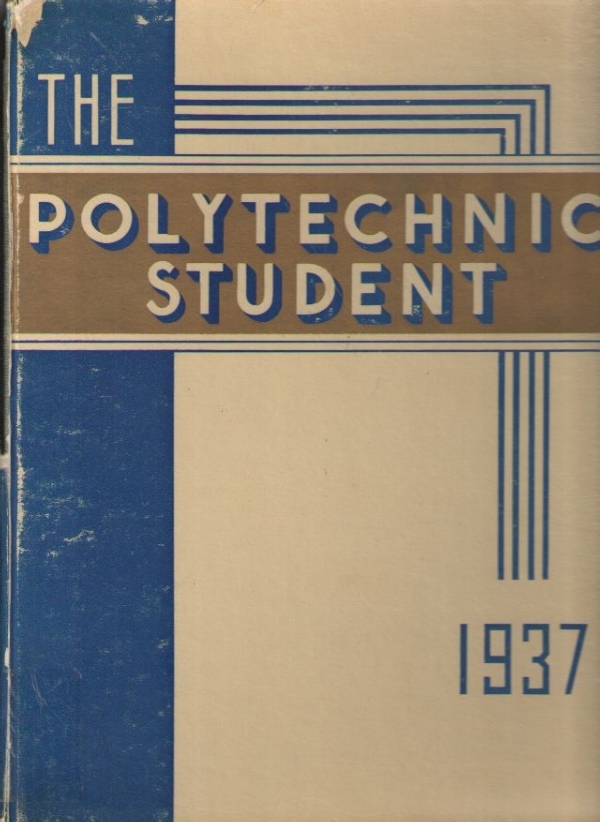 THE
POLYTECHNIC
STUDENT
1937